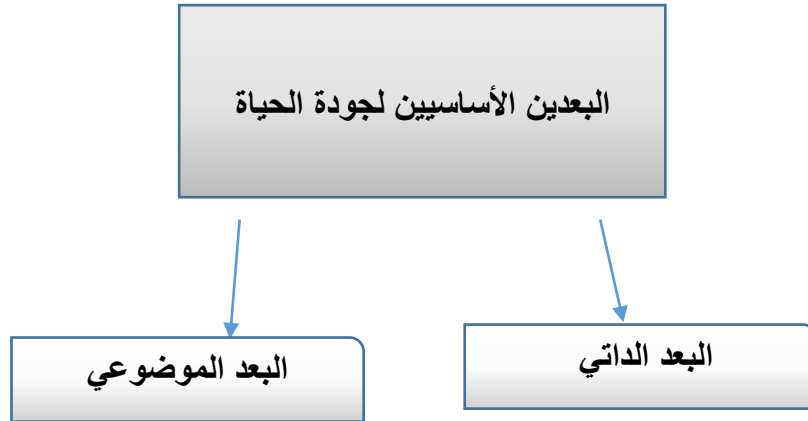 البعدين الأساسيين لجودة الحياة
البعد الداتي
البعد الموضوعي